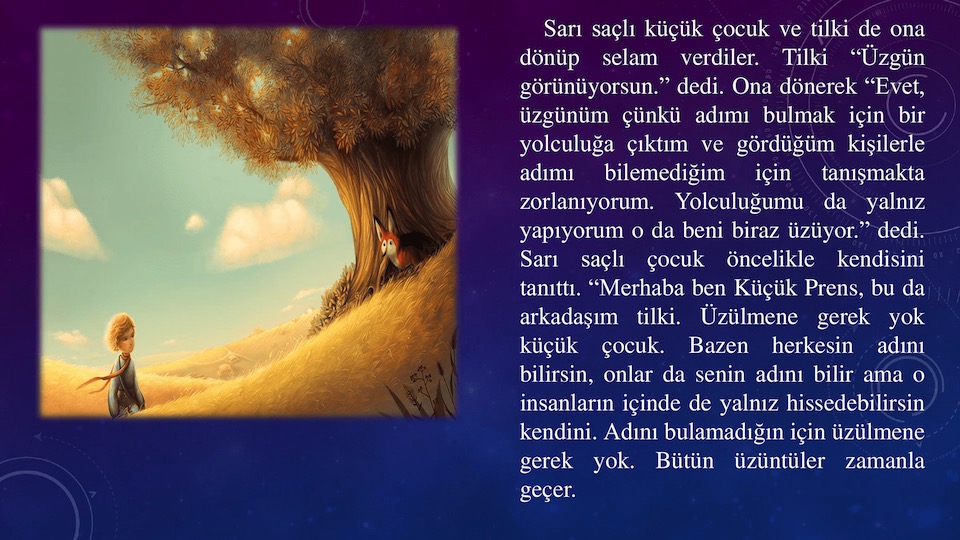 Sarı saçlı küçük çocuk ve tilki de ona
dönüp selam verdiler. Tilki “Üzgün
görünüyorsun.” dedi. Ona dönerek “Evet,
üzgünüm çünkü adımı bulmak için bir
yolculuğa çıktım ve gördüğüm kişilerle
adımı bilemediğim için tanışmakta
zorlanıyorum. Yolculuğumu da yalnız
yapıyorum o da beni biraz üzüyor.” dedi.
Sarı saçlı çocuk öncelikle kendisini
tanıttı. “Merhaba ben Küçük Prens, bu da
arkadaşım tilki. Üzülmene gerek yok
küçük çocuk. Bazen herkesin adını
bilirsin, onlar da senin adını bilir ama o
insanların içinde de yalnız hissedebilirsin
kendini. Adını bulamadığın için üzülmene
gerek yok. Bütün üzüntüler zamanla
geçer.